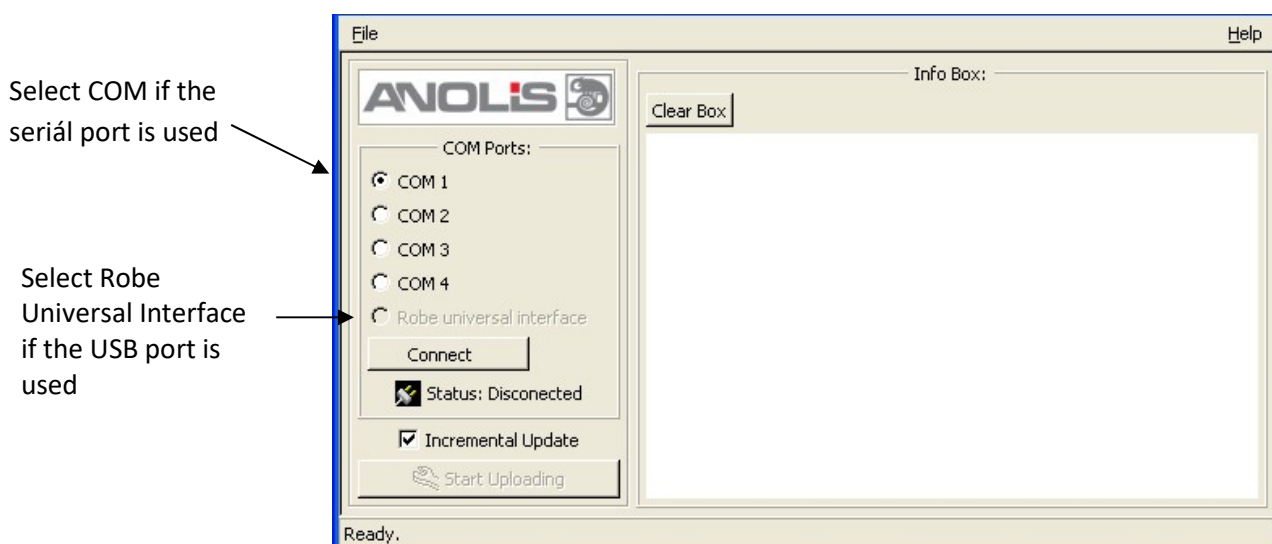 File
Help
Select COM if the
seriál port is used
ANOLiS
Info Box:
Clear Box
COM Ports:
COM 1
COM 2
COM 3
COM 4
Select Robe
Universal Interface
if the USB port is
used
Robe universal interface
Connect
Status: Disconected
Incremental Update
Start Uploading
Ready.